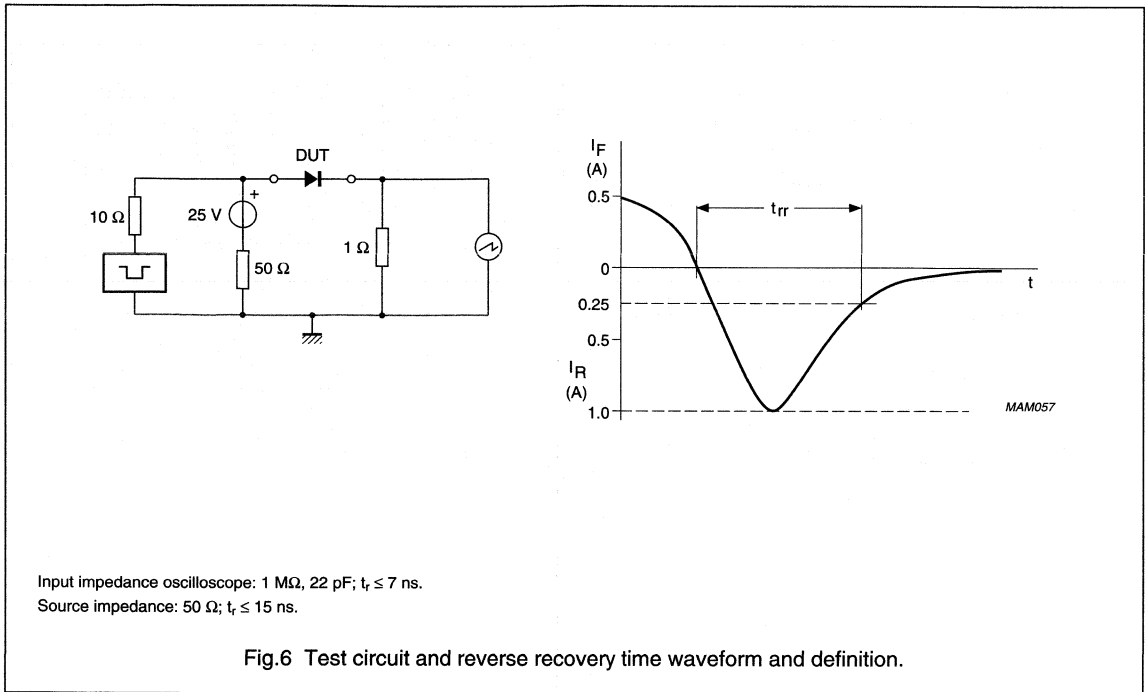 DUT
+
10 Ω
25 V
50 Ω
1 Ω
I_F
(A)
0.5
t_rr
0
t
0.25
0.5
I_R
(A)
1.0
MAM057
Input impedance oscilloscope: 1 MΩ, 22 pF; t_r ≤ 7 ns.
Source impedance: 50 Ω; t_r ≤ 15 ns.
Fig.6 Test circuit and reverse recovery time waveform and definition.